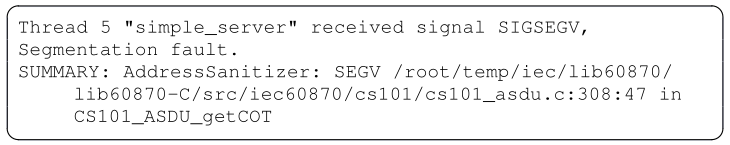 Thread 5 "simple_server" received signal SIGSEGV,
Segmentation fault.
SUMMARY: AddressSanitizer: SEGV /root/temp/iec/lib60870/
lib60870-C/src/iec60870/cs101/cs101_asdu.c:308:47 in
CS101_ASDU_getCOT